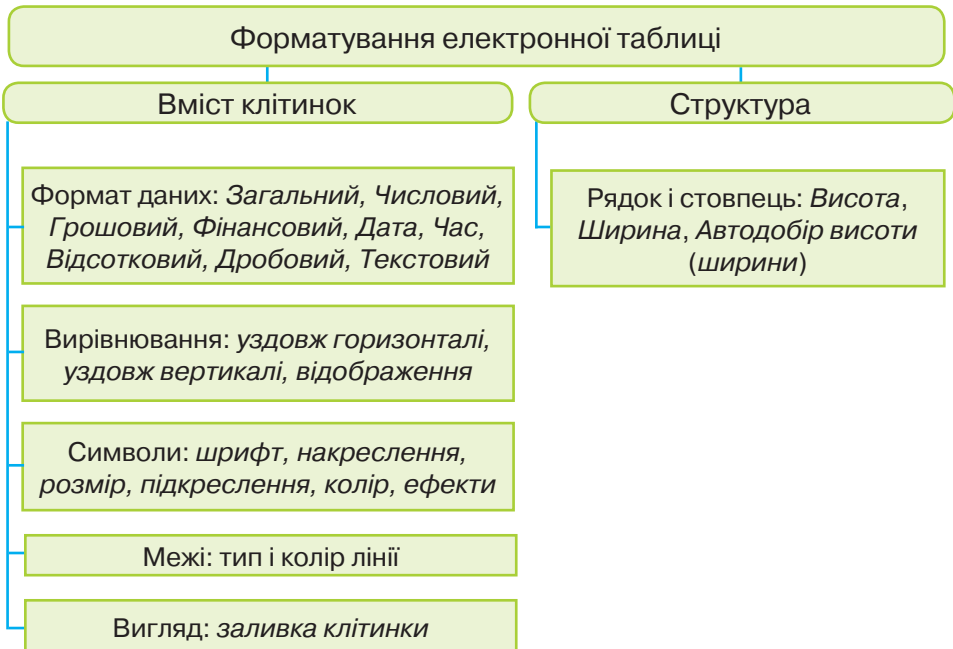 Форматування електронної таблиці
Вміст клітинок
Структура
Формат даних: Загальний, Числовий,
Грошовий, Фінансовий, Дата, Час,
Відсотковий, Дробовий, Текстовий
Рядок і стовпець: Висота,
Ширина, Автодобір висоти
(ширини)
Вирівнювання: уздовж горизонталі,
уздовж вертикалі, відображення
Символи: шрифт, накреслення,
розмір, підкреслення, колір, ефекти
Межі: тип і колір лінії
Вигляд: заливка клітинки